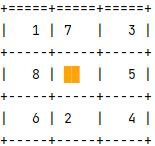 +=====+=====+=====+
|   1 | 7   |   3 |
+-----+-----+-----+
|   8 | ██  |   5 |
+-----+-----+-----+
|   6 | 2   |   4 |
+-----+-----+-----+